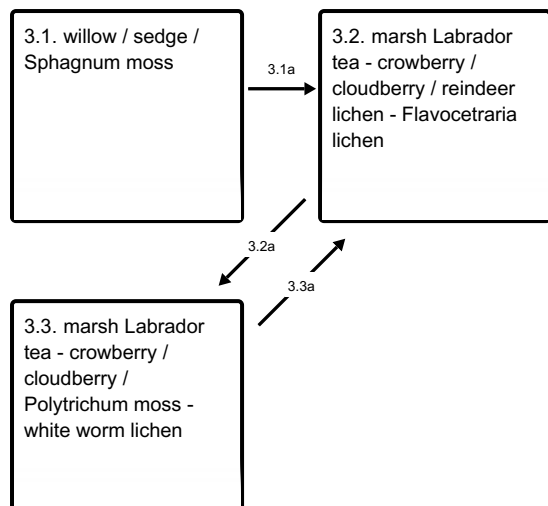 3.1. willow / sedge /
Sphagnum moss
3.1a
3.2. marsh Labrador
tea - crowberry /
cloudberry / reindeer
lichen - Flavocetraria
lichen
3.2a
3.3a
3.3. marsh Labrador
tea - crowberry /
cloudberry /
Polytrichum moss -
white worm lichen